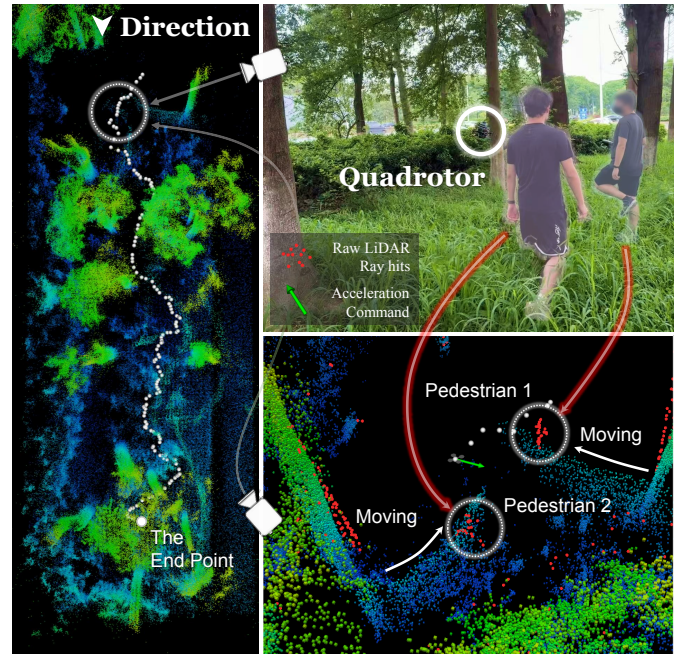 Direction
The
End Point
Quadrotor
Raw LiDAR
Ray hits
Acceleration
Command
Pedestrian 1
Moving
Pedestrian 2
Moving